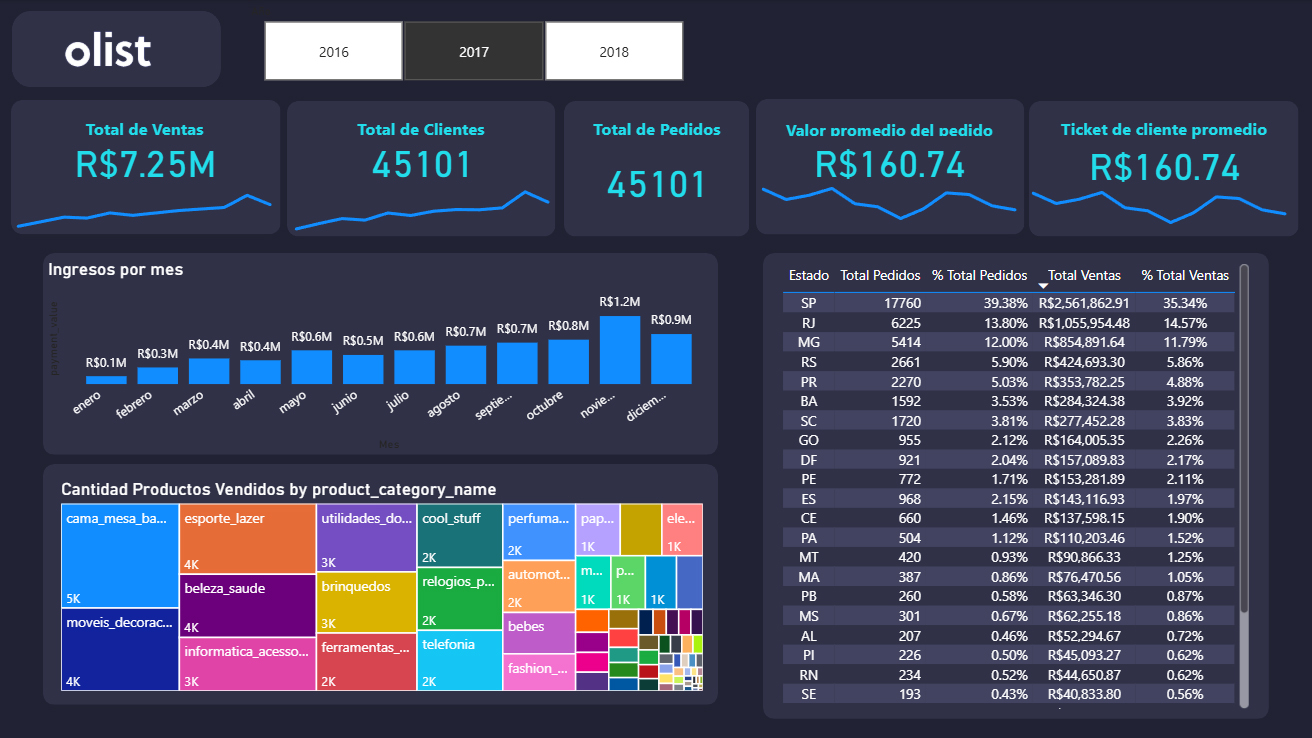 olist
2016
2017
2018
Total de Ventas
R$7.25M
Total de Clientes
45101
Total de Pedidos
45101
Valor promedio del pedido
R$160.74
Ticket de cliente promedio
R$160.74
Ingresos por mes
payment_value
R$0.1M
R$0.3M
R$0.4M
R$0.4M
R$0.6M
R$0.5M
R$0.6M
R$0.7M
R$0.7M
R$0.8M
R$1.2M
R$0.9M
enero
febrero
marzo
abril
mayo
junio
julio
agosto
septie...
octubre
novie...
diciem...
Mes
Cantidad Productos Vendidos by product_category_name
cama_mesa_ba...
5K
moveis_decorac...
4K
esporte_lazer
4K
beleza_saude
4K
informatica_acesso...
3K
utilidades_do...
3K
brinquedos
3K
ferramentas_...
2K
cool_stuff
2K
relogios_p...
2K
telefonia
2K
perfuma...
2K
automot...
2K
bebes
fashion_...
pap...
1K
ele...
1K
m...
1K
p...
1K
1K
Estado Total Pedidos % Total Pedidos Total Ventas % Total Ventas
SP 17760 39.38% R$2,561,862.91 35.34%
RJ 6225 13.80% R$1,055,954.48 14.57%
MG 5414 12.00% R$854,891.64 11.79%
RS 2661 5.90% R$424,693.30 5.86%
PR 2270 5.03% R$353,782.25 4.88%
BA 1592 3.53% R$284,324.38 3.92%
SC 1720 3.81% R$277,452.28 3.83%
GO 955 2.12% R$164,005.35 2.26%
DF 921 2.04% R$157,089.83 2.17%
PE 772 1.71% R$153,281.89 2.11%
ES 968 2.15% R$143,116.93 1.97%
CE 660 1.46% R$137,598.15 1.90%
PA 504 1.12% R$110,203.46 1.52%
MT 420 0.93% R$90,866.33 1.25%
MA 387 0.86% R$76,470.56 1.05%
PB 260 0.58% R$63,346.30 0.87%
MS 301 0.67% R$62,255.18 0.86%
AL 207 0.46% R$52,294.67 0.72%
PI 226 0.50% R$45,093.27 0.62%
RN 234 0.52% R$44,650.87 0.62%
SE 193 0.43% R$40,833.80 0.56%